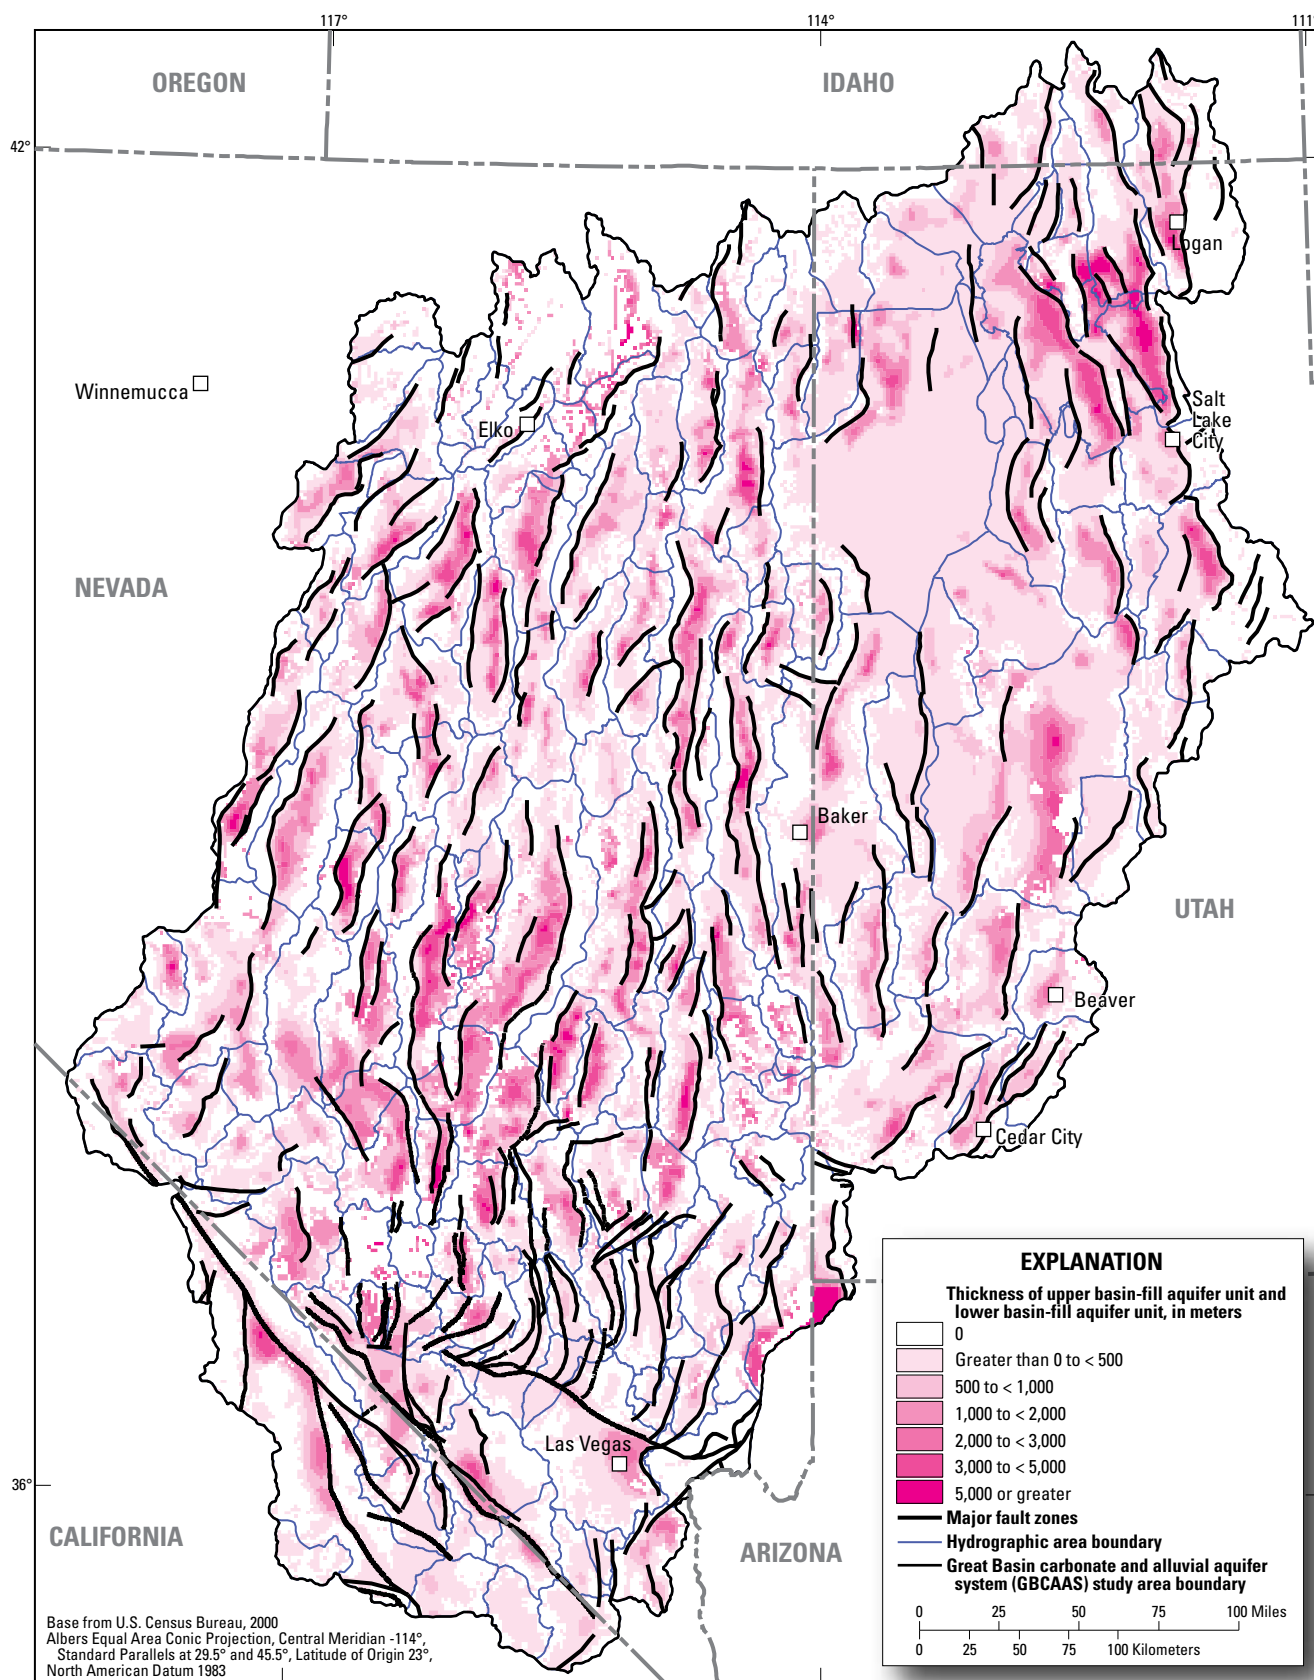 117°
114°
111°
OREGON
IDAHO
42°
Logan
Winnemucca
Salt
Lake
City
Elko
NEVADA
Baker
UTAH
Beaver
Cedar City
Las Vegas
36°
CALIFORNIA
ARIZONA
EXPLANATION
Thickness of upper basin-fill aquifer unit and
lower basin-fill aquifer unit, in meters
0
Greater than 0 to < 500
500 to < 1,000
1,000 to < 2,000
2,000 to < 3,000
3,000 to < 5,000
5,000 or greater
Major fault zones
Hydrographic area boundary
Great Basin carbonate and alluvial aquifer
system (GBCAAS) study area boundary
0 25 50 75 100 Miles
0 25 50 75 100 Kilometers
Base from U.S. Census Bureau, 2000
Albers Equal Area Conic Projection, Central Meridian -114°,
Standard Parallels at 29.5° and 45.5°, Latitude of Origin 23°,
North American Datum 1983